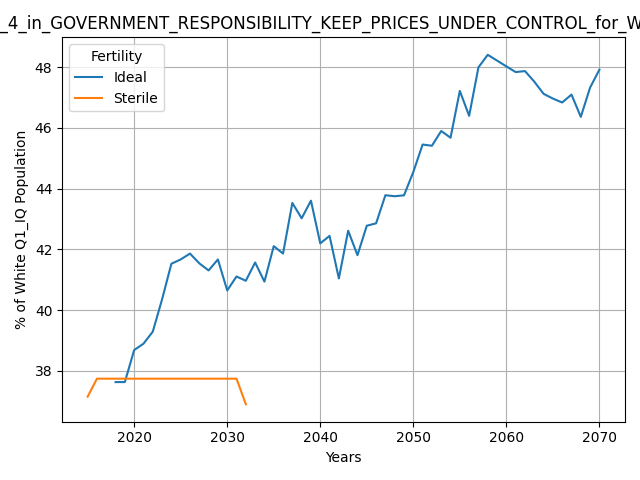 _4_in_GOVERNMENT_RESPONSIBILITY_KEEP_PRICES_UNDER_CONTROL_for_W
Fertility
Ideal
Sterile
% of White Q1_IQ Population
48
46
44
42
40
38
2020
2030
2040
2050
2060
2070
Years